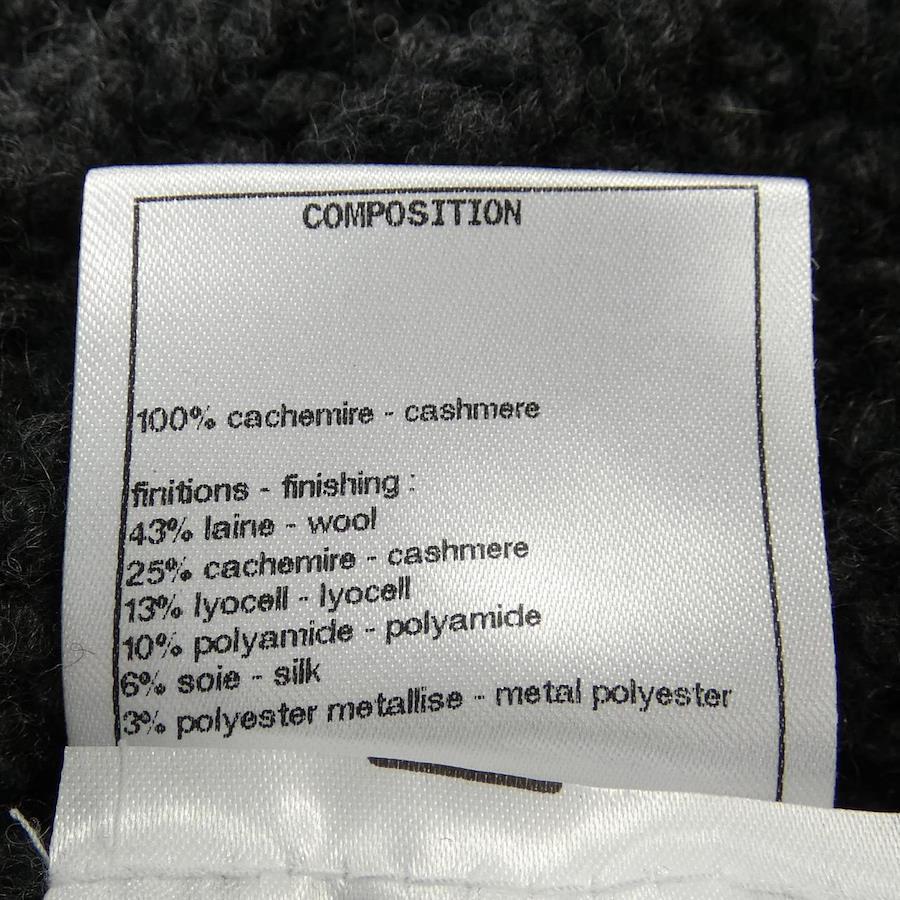 COMPOSITION
100% cachemire - cashmere
finitions - finishing :
43% laine - wool
25% cachemire - cashmere
13% lyocell - lyocell
10% polyamide - polyamide
6% soie - silk
3% polyester metallise - metal polyester